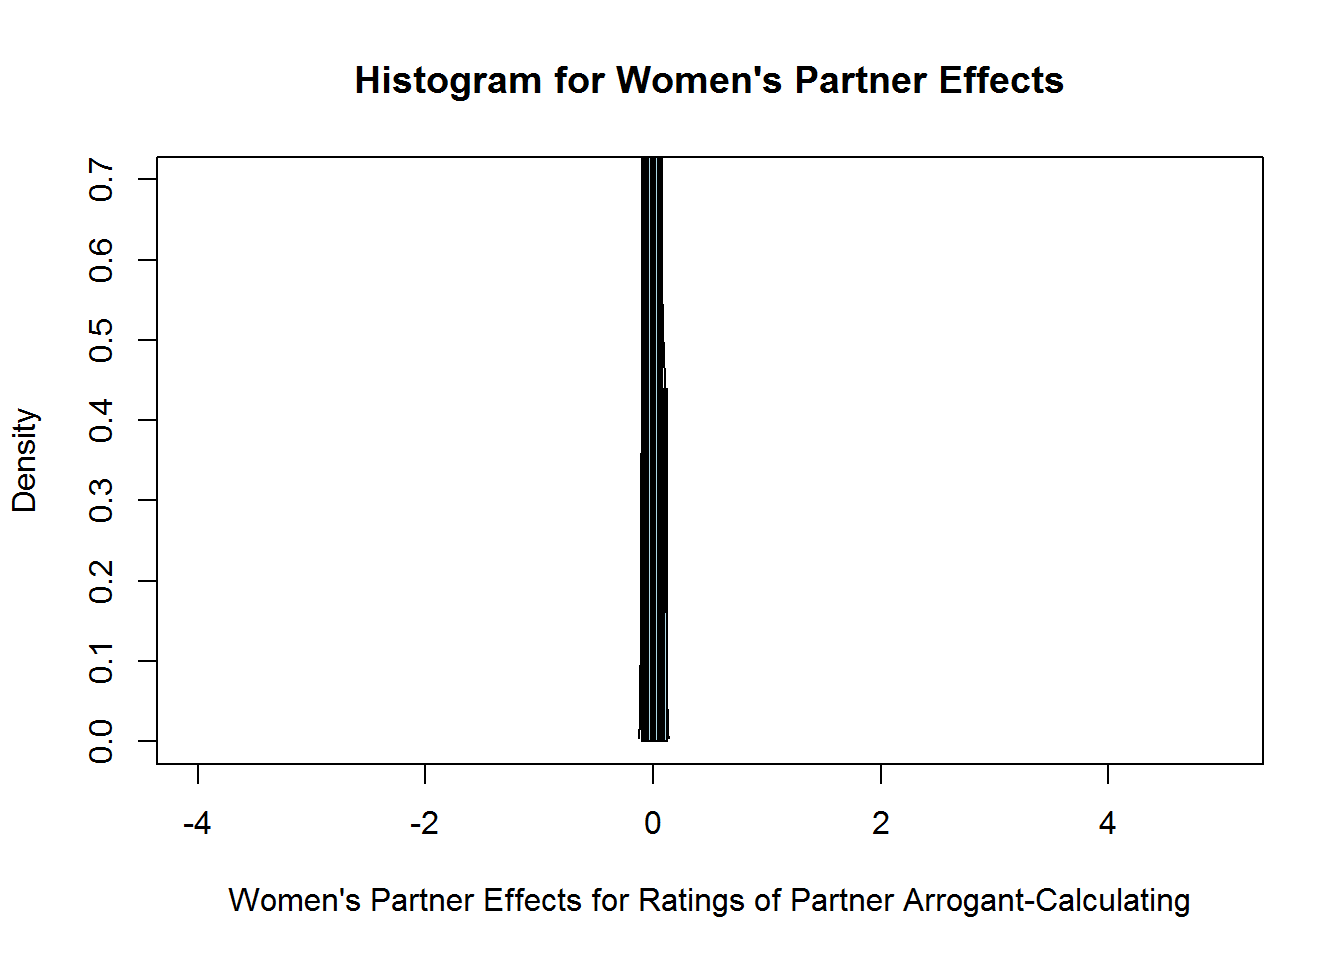 Histogram for Women's Partner Effects
Density
0.7
0.6
0.5
0.4
0.3
0.2
0.1
0.0
-4 -2 0 2 4
Women's Partner Effects for Ratings of Partner Arrogant-Calculating